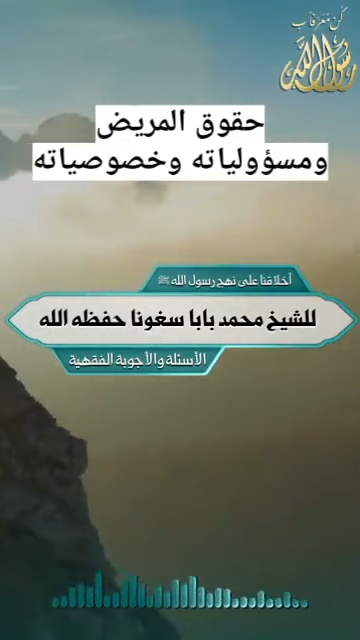 كن معرفا بـ
رسول الله
حقوق المريض
ومسؤولياته وخصوصياته
أخلاقنا على نهج رسول الله ﷺ
للشيخ محمد بابا سغونا حفظه الله
الأسئلة والأجوبة الفقهية